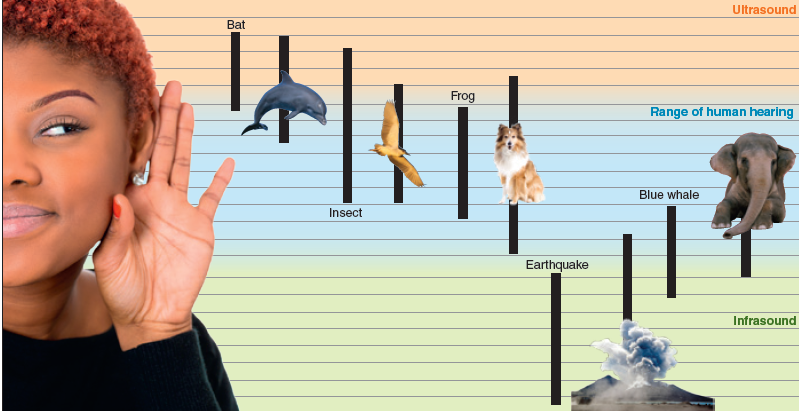 Ultrasound
Bat
Frog
Range of human hearing
Blue whale
Insect
Earthquake
Infrasound